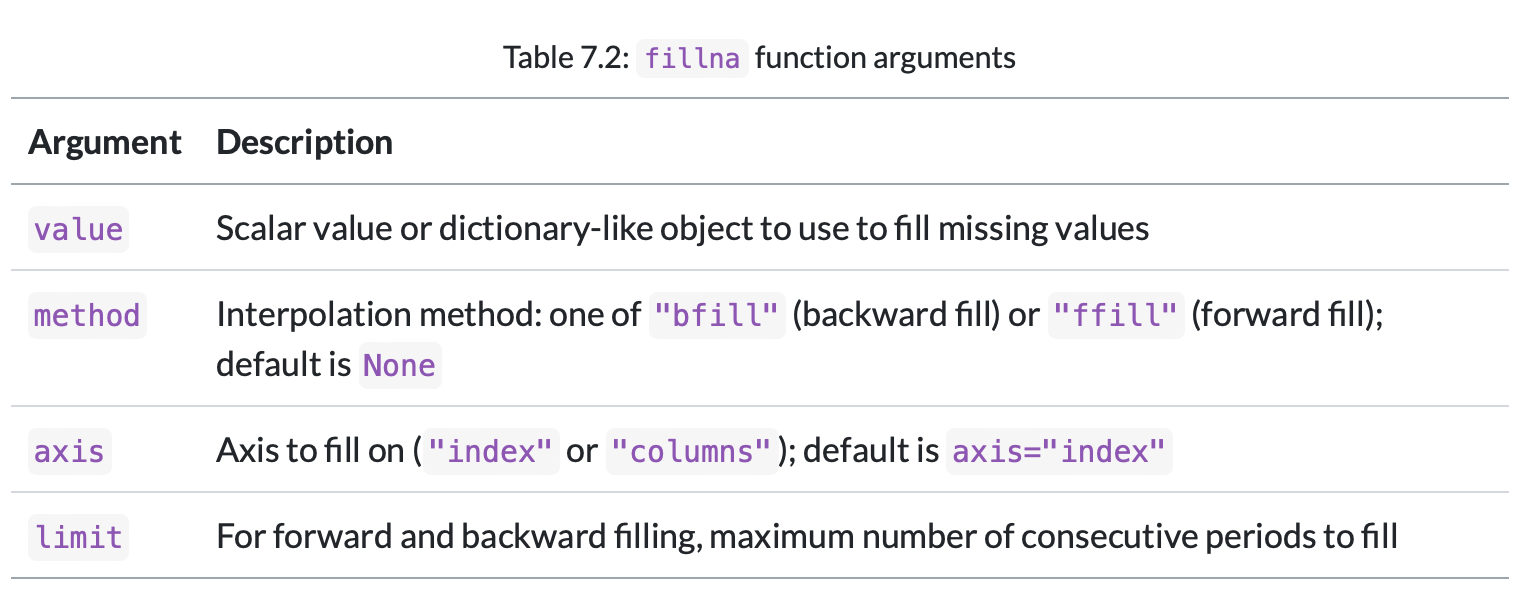 Table 7.2: fillna function arguments
Argument Description
value Scalar value or dictionary-like object to use to fill missing values
method Interpolation method: one of "bfill" (backward fill) or "ffill" (forward fill);
default is None
axis Axis to fill on ("index" or "columns"); default is axis="index"
limit For forward and backward filling, maximum number of consecutive periods to fill